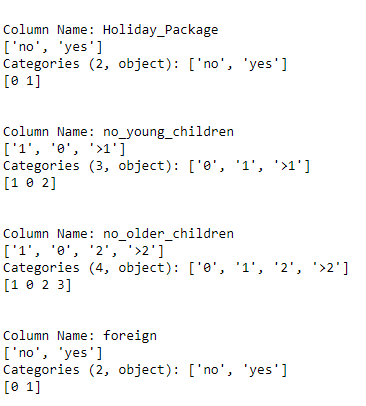 Column Name: Holiday_Package
['no', 'yes']
Categories (2, object): ['no', 'yes']
[0 1]
Column Name: no_young_children
['1', '0', '>1']
Categories (3, object): ['0', '1', '>1']
[1 0 2]
Column Name: no_older_children
['1', '0', '2', '>2']
Categories (4, object): ['0', '1', '2', '>2']
[1 0 2 3]
Column Name: foreign
['no', 'yes']
Categories (2, object): ['no', 'yes']
[0 1]